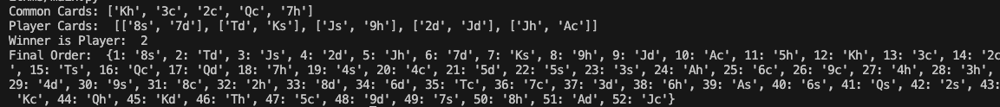 Common Cards: ['Kh', '3c', '2c', 'Qc', '7h']
Player Cards:  [['8s', '7d'], ['Td', 'Ks'], ['Js', '9h'], ['2d', 'Jd'], ['Jh', 'Ac']]
Winner is Player:  2
Final Order:  {1: '8s', 2: 'Td', 3: 'Js', 4: '2d', 5: 'Jh', 6: '7d', 7: 'Ks', 8: '9h', 9: 'Jd', 10: 'Ac', 11: '5h', 12: 'Kh', 13: '3c', 14: '2c
', 15: 'Ts', 16: 'Qc', 17: 'Qd', 18: '7h', 19: '4s', 20: '4c', 21: '5d', 22: '5s', 23: '3s', 24: 'Ah', 25: '6c', 26: '9c', 27: '4h', 28: '3h',
29: '4d', 30: '9s', 31: '8c', 32: '2h', 33: '8d', 34: '6d', 35: 'Tc', 36: '7c', 37: '3d', 38: '6h', 39: 'As', 40: '6s', 41: 'Qs', 42: '2s', 43:
'Kc', 44: 'Qh', 45: 'Kd', 46: 'Th', 47: '5c', 48: '9d', 49: '7s', 50: '8h', 51: 'Ad', 52: 'Jc'}